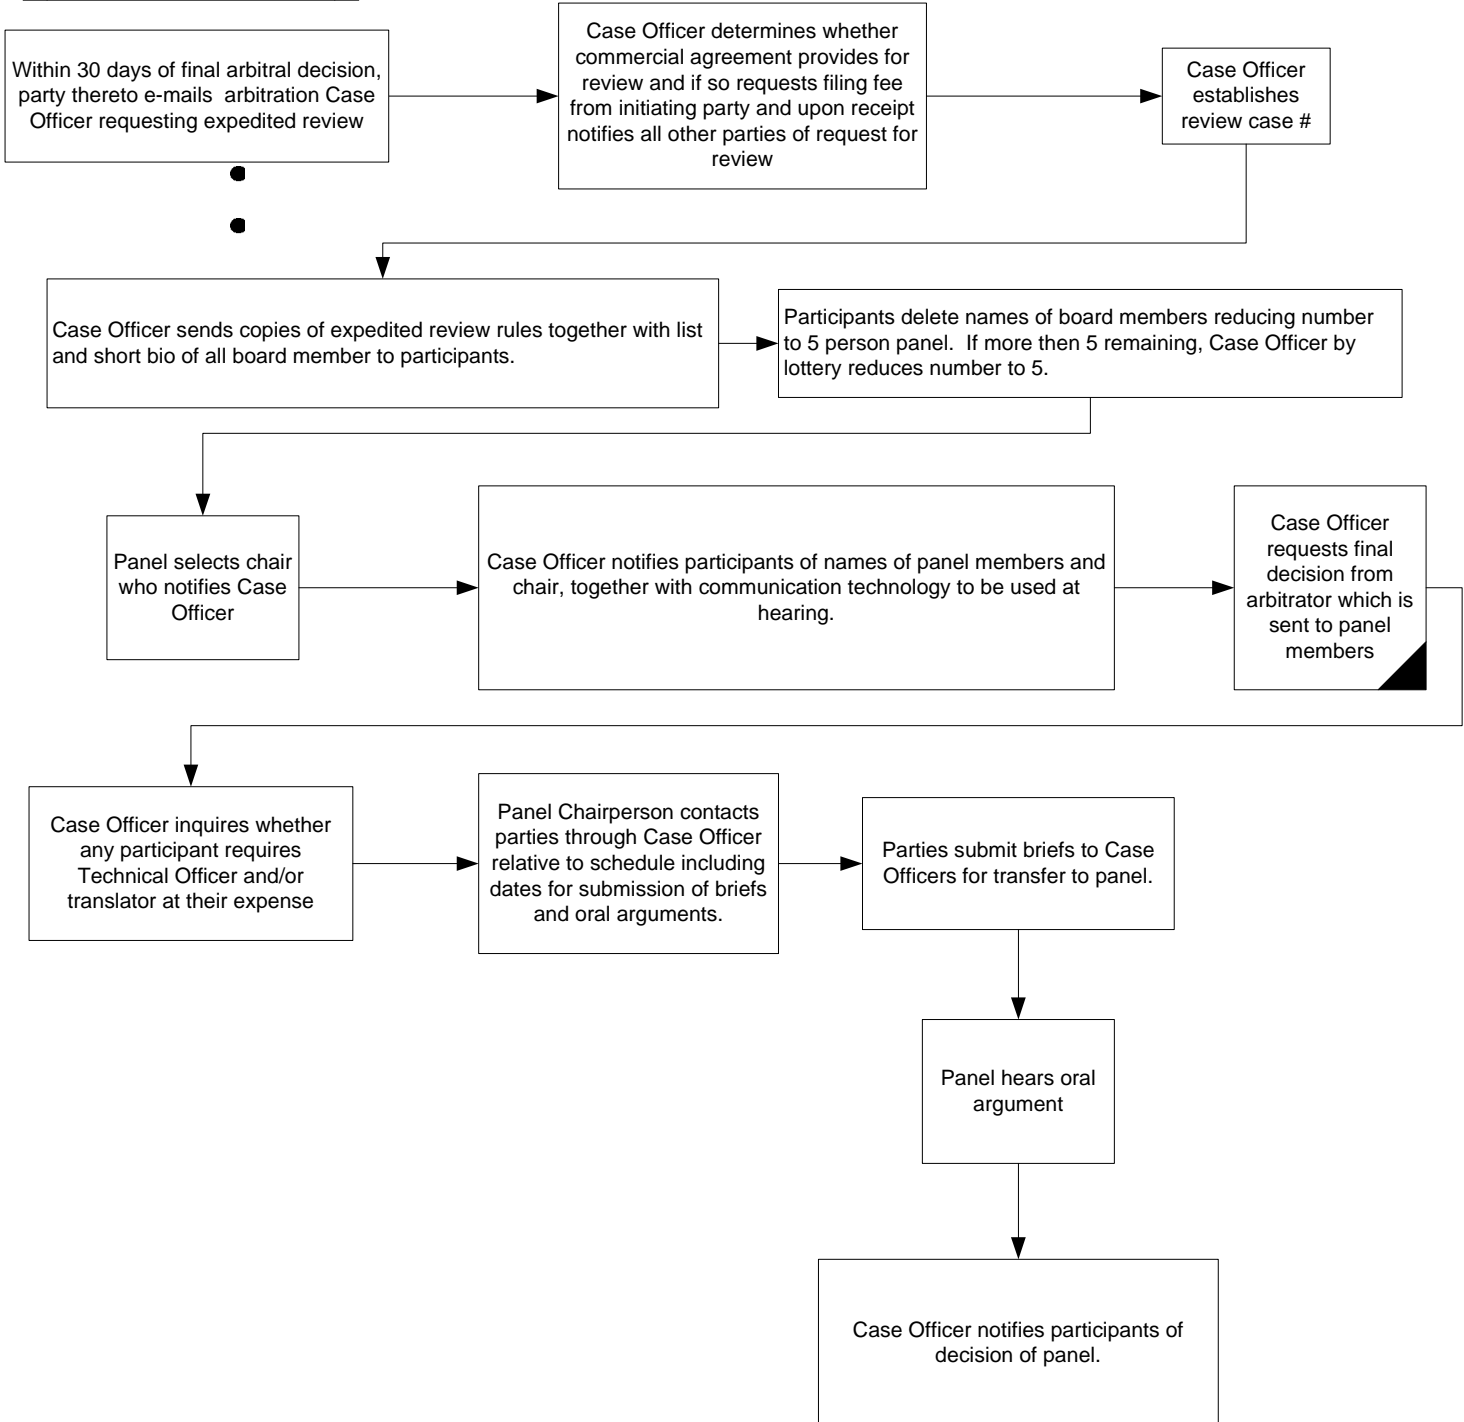 Within 30 days of final arbitral decision,
party thereto e-mails  arbitration Case
Officer requesting expedited review
Case Officer determines whether
commercial agreement provides for
review and if so requests filing fee
from initiating party and upon receipt
notifies all other parties of request for
review
Case Officer
establishes
review case #
Case Officer sends copies of expedited review rules together with list
and short bio of all board member to participants.
Participants delete names of board members reducing number
to 5 person panel.  If more then 5 remaining, Case Officer by
lottery reduces number to 5.
Panel selects chair
who notifies Case
Officer
Case Officer notifies participants of names of panel members and
chair, together with communication technology to be used at
hearing.
Case Officer
requests final
decision from
arbitrator which is
sent to panel
members
Case Officer inquires whether
any participant requires
Technical Officer and/or
translator at their expense
Panel Chairperson contacts
parties through Case Officer
relative to schedule including
dates for submission of briefs
and oral arguments.
Parties submit briefs to Case
Officers for transfer to panel.
Panel hears oral
argument
Case Officer notifies participants of
decision of panel.